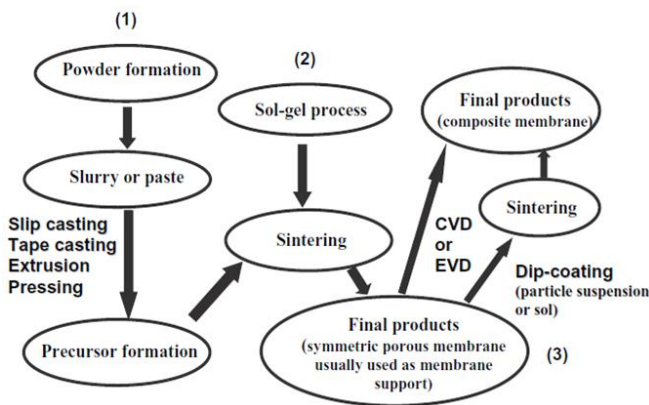 (1)
Powder formation
Slurry or paste
Slip casting
Tape casting
Extrusion
Pressing
Precursor formation
(2)
Sol-gel process
Sintering
Final products
(symmetric porous membrane
usually used as membrane
support)
(3)
CVD
or
EVD
Final products
(composite membrane)
Sintering
Dip-coating
(particle suspension
or sol)